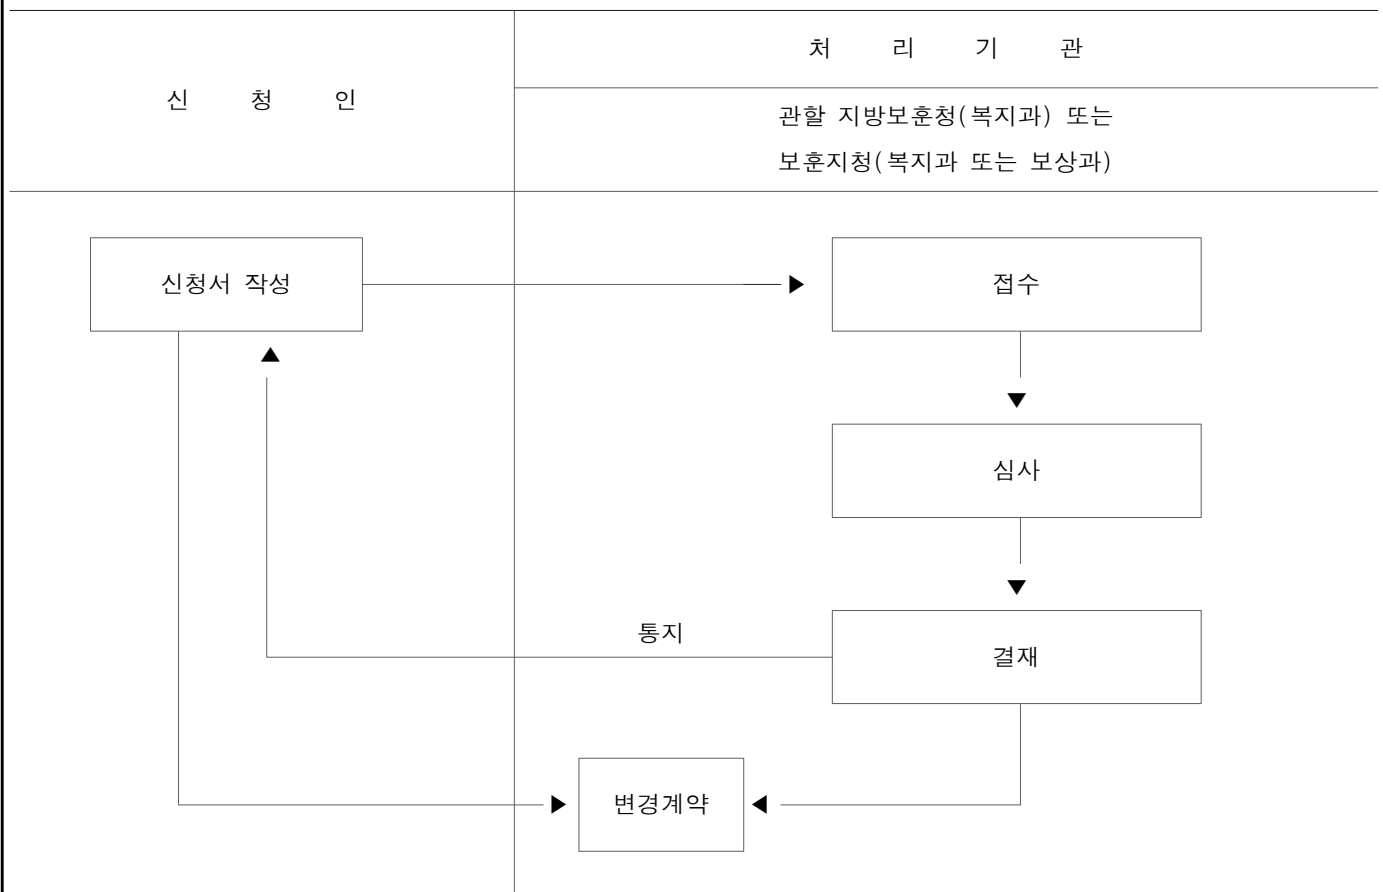 신 청 인
처 리 기 관
관할 지방보훈청(복지과) 또는
보훈지청(복지과 또는 보상과)
신청서 작성
접수
심사
통지
결재
변경계약